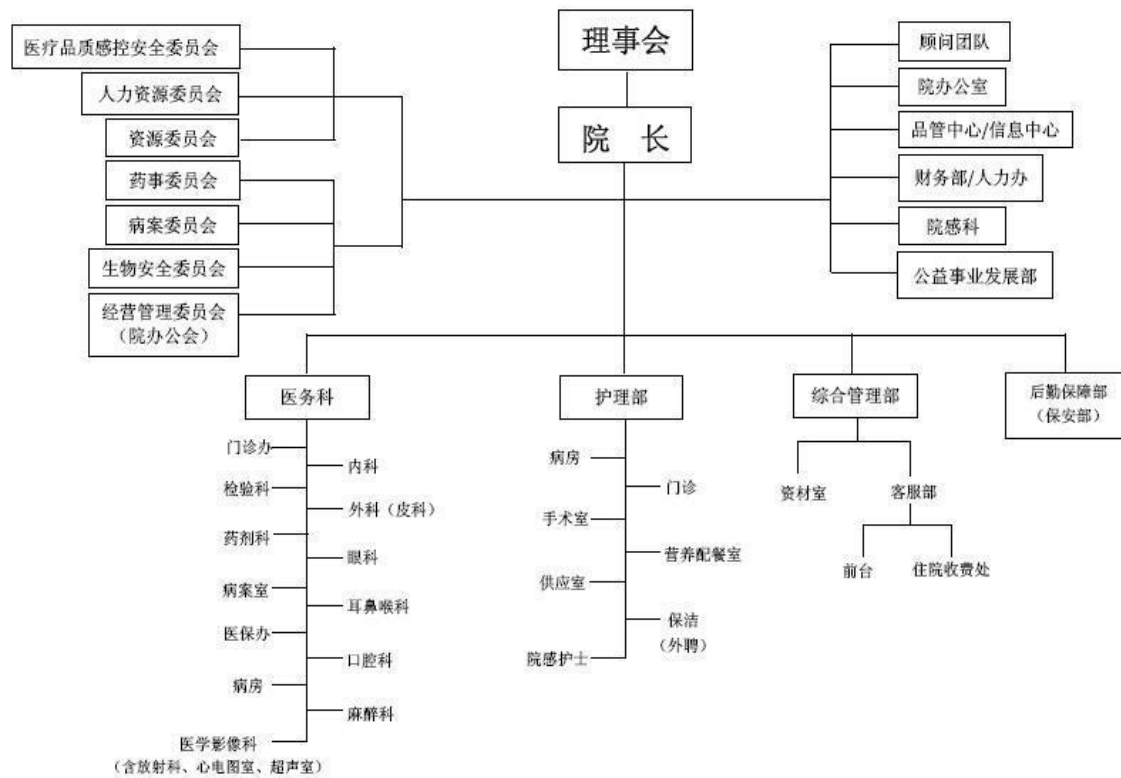 理事会
院 长
医疗品质感控安全委员会
人力资源委员会
资源委员会
药事委员会
病案委员会
生物安全委员会
经营管理委员会
（院办公会）
顾问团队
院办公室
品管中心/信息中心
财务部/人力办
院感科
公益事业发展部
医务科
门诊办
内科
检验科
外科（皮科）
药剂科
眼科
病案室
耳鼻喉科
医保办
口腔科
病房
麻醉科
医学影像科
（含放射科、心电图室、超声室）
护理部
病房
门诊
手术室
营养配餐室
供应室
保洁
（外聘）
院感护士
综合管理部
资材室
客服部
前台
住院收费处
后勤保障部
（保安部）